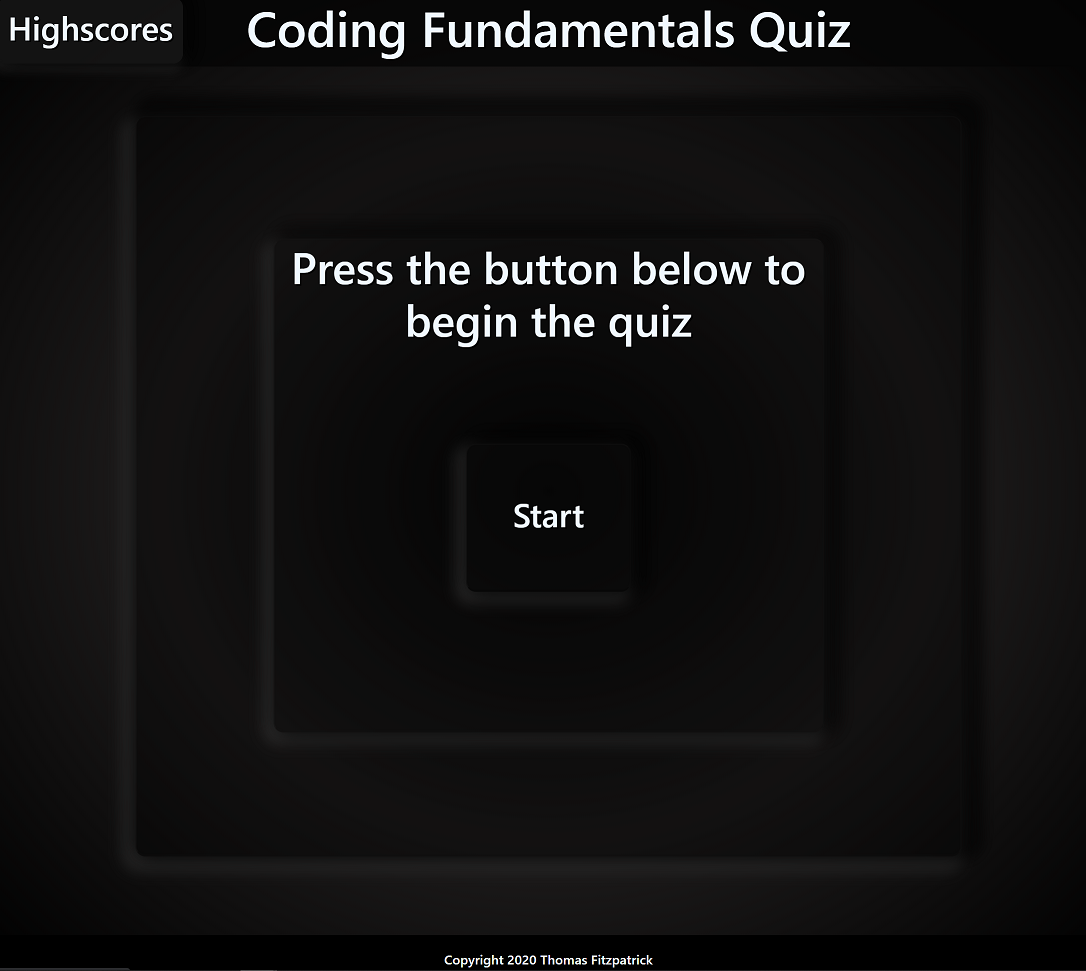 Highscores
Coding Fundamentals Quiz
Press the button below to
begin the quiz
Start
Copyright 2020 Thomas Fitzpatrick